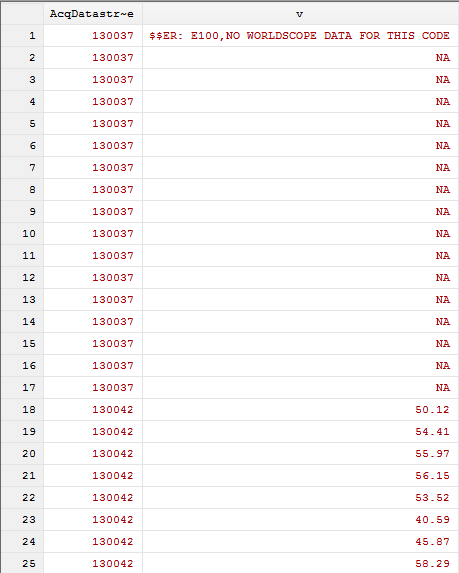 AcqDatastr~e v
1 130037 $$ER: E100,NO WORLDSCOPE DATA FOR THIS CODE
2 130037 NA
3 130037 NA
4 130037 NA
5 130037 NA
6 130037 NA
7 130037 NA
8 130037 NA
9 130037 NA
10 130037 NA
11 130037 NA
12 130037 NA
13 130037 NA
14 130037 NA
15 130037 NA
16 130037 NA
17 130037 NA
18 130042 50.12
19 130042 54.41
20 130042 55.97
21 130042 56.15
22 130042 53.52
23 130042 40.59
24 130042 45.87
25 130042 58.29